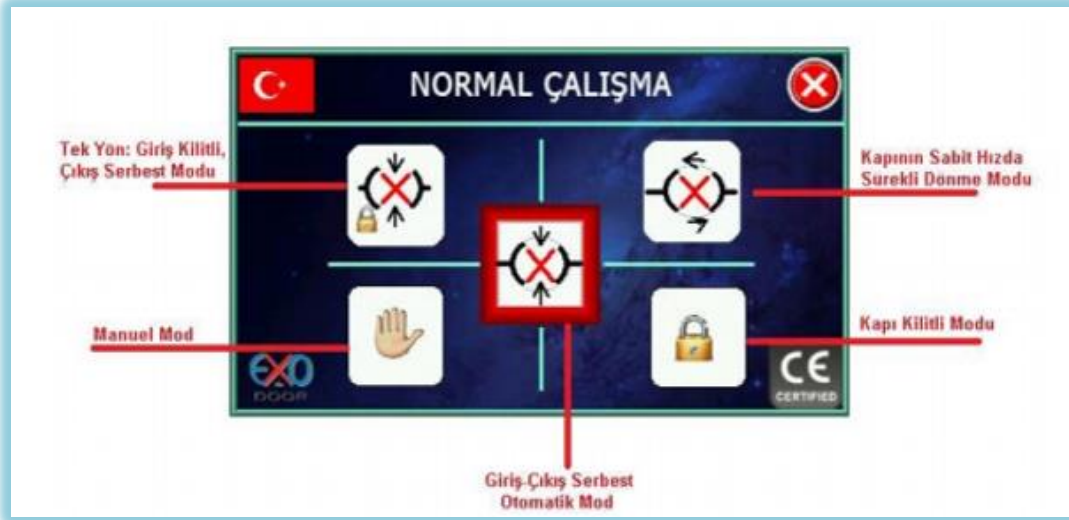 NORMAL ÇALIŞMA
Tek Yön: Giriş Kilitli,
Çıkış Serbest Modu
Kapının Sabit Hızda
Sürekli Dönme Modu
Manuel Mod
Kapı Kilitli Modu
EXO
DOOR
CE
CERTIFIED
Giriş-Çıkış Serbest
Otomatik Mod